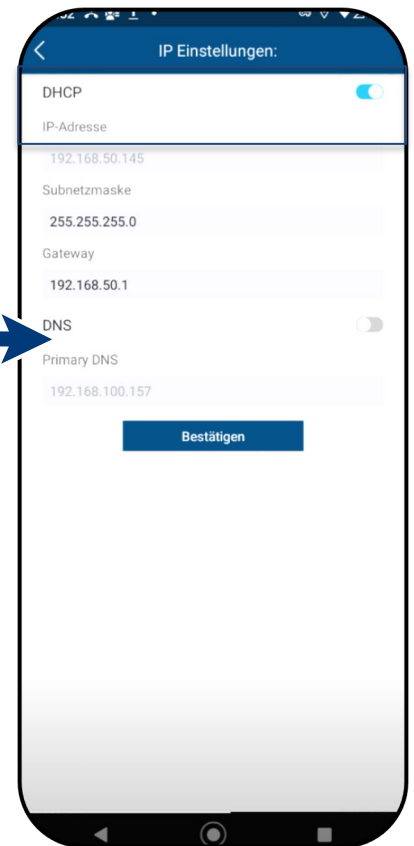 IP Einstellungen:
DHCP
IP-Adresse
192.168.50.145
Subnetzmaske
255.255.255.0
Gateway
192.168.50.1
DNS
Primary DNS
192.168.100.157
Bestätigen